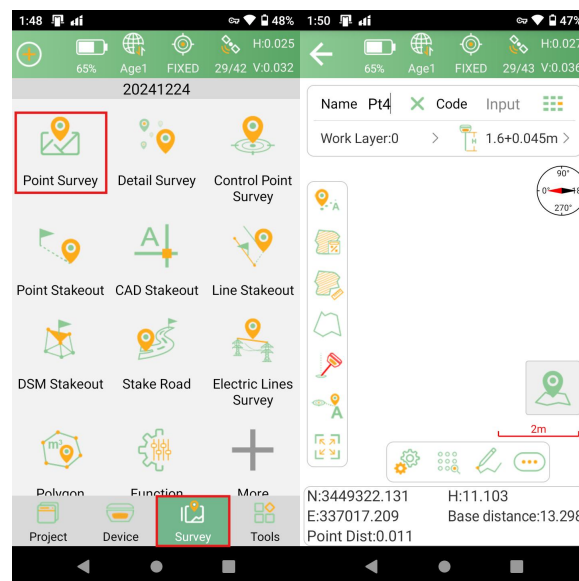 1:48 48%
H:0.025
65% Age1 FIXED 29/42 V:0.032
20241224
Point Survey Detail Survey Control Point Survey
Point Stakeout CAD Stakeout Line Stakeout
DSM Stakeout Stake Road Electric Lines Survey
m³
Polygon Function More
Project Device Survey Tools
1:50 47%
H:0.027
65% Age1 FIXED 29/43 V:0.036
Name Pt4 Code Input
Work Layer:0 > H 1.6+0.045m >
90°
0° 18
270°
A
A
2m
N:3449322.131 H:11.103
E:337017.209 Base distance:13.298
Point Dist:0.011